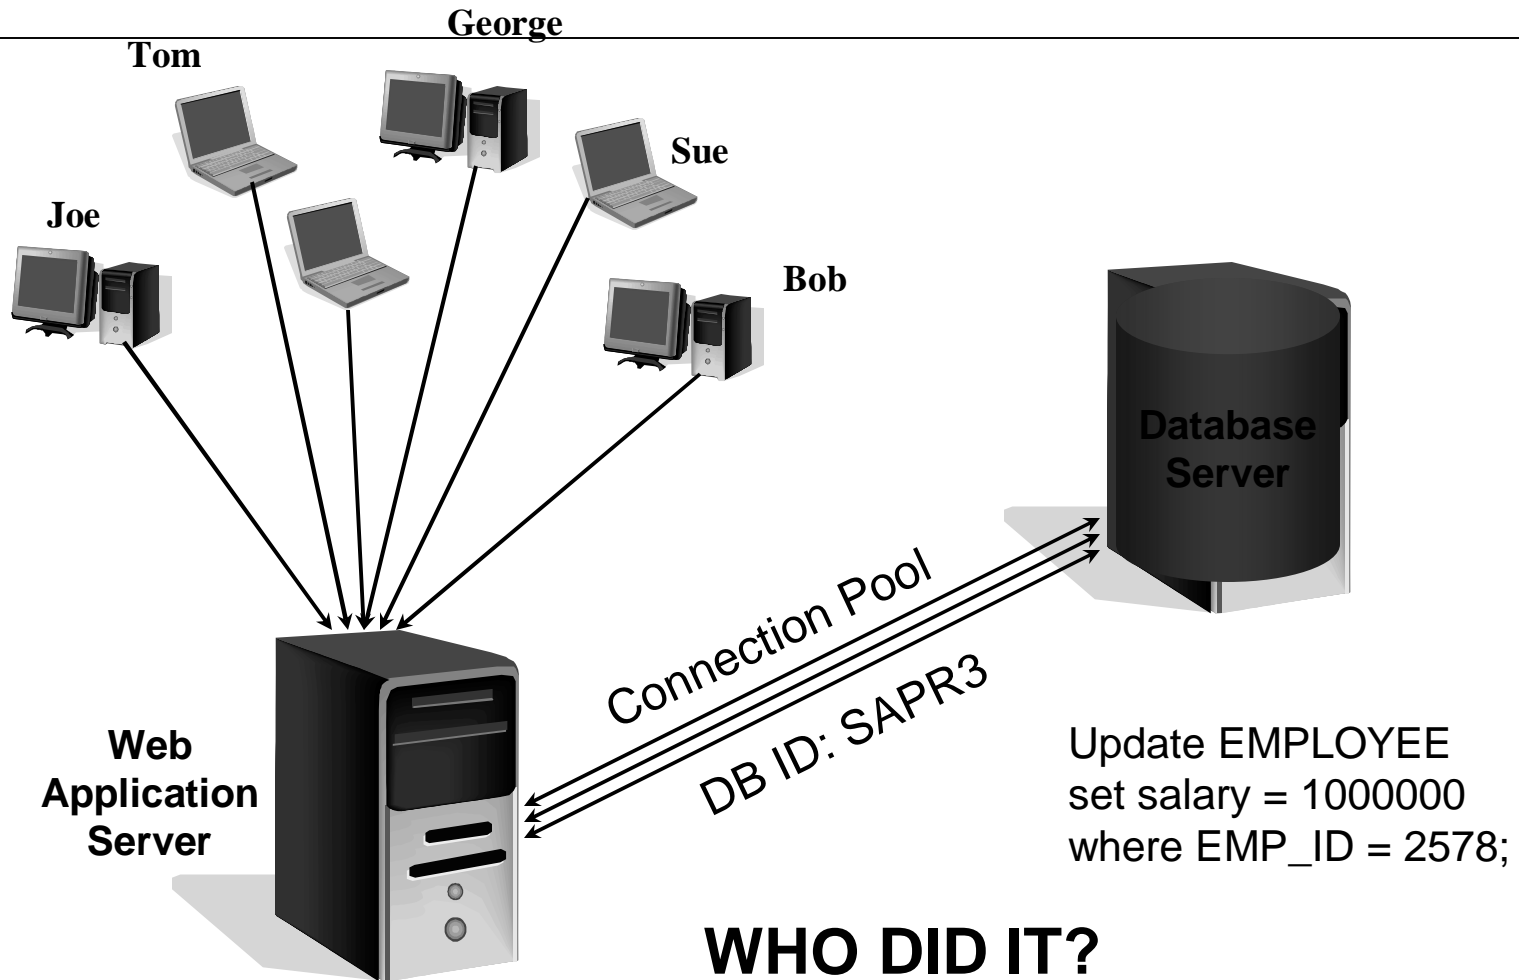 George
Tom
Sue
Joe
Bob
Database
Server
Connection Pool
DB ID: SAPR3
Web
Application
Server
Update EMPLOYEE
set salary = 1000000
where EMP_ID = 2578;
WHO DID IT?